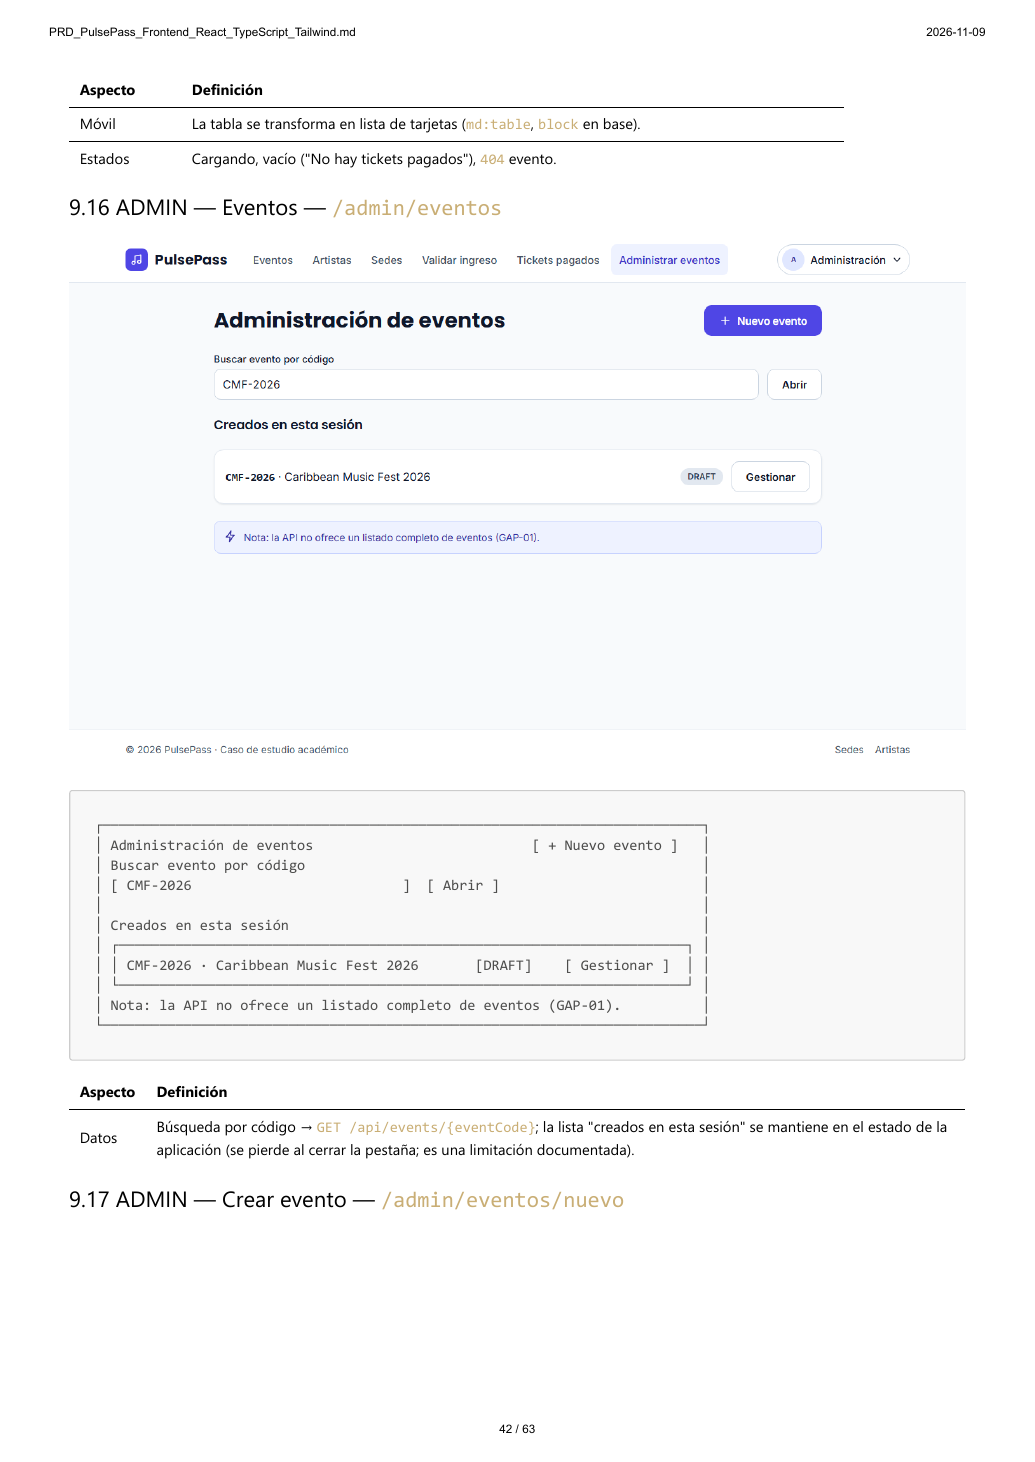 PRD_PulsePass_Frontend_React_TypeScript_Tailwind.md 2026-11-09
Aspecto Definición
Móvil La tabla se transforma en lista de tarjetas (md:table, block en base).
Estados Cargando, vacío ("No hay tickets pagados"), 404 evento.
9.16 ADMIN — Eventos — /admin/eventos
PulsePass Eventos Artistas Sedes Validar ingreso Tickets pagados Administrar eventos A Administración
Administración de eventos + Nuevo evento
Buscar evento por código
CMF-2026 Abrir
Creados en esta sesión
CMF-2026 · Caribbean Music Fest 2026 DRAFT Gestionar
Nota: la API no ofrece un listado completo de eventos (GAP-01).
© 2026 PulsePass · Caso de estudio académico Sedes Artistas
Administración de eventos [ + Nuevo evento ]
Buscar evento por código
[ CMF-2026 ] [ Abrir ]
Creados en esta sesión
CMF-2026 · Caribbean Music Fest 2026 [DRAFT] [ Gestionar ]
Nota: la API no ofrece un listado completo de eventos (GAP-01).
Aspecto Definición
Datos Búsqueda por código → GET /api/events/{eventCode}; la lista "creados en esta sesión" se mantiene en el estado de la
aplicación (se pierde al cerrar la pestaña; es una limitación documentada).
9.17 ADMIN — Crear evento — /admin/eventos/nuevo
42 / 63